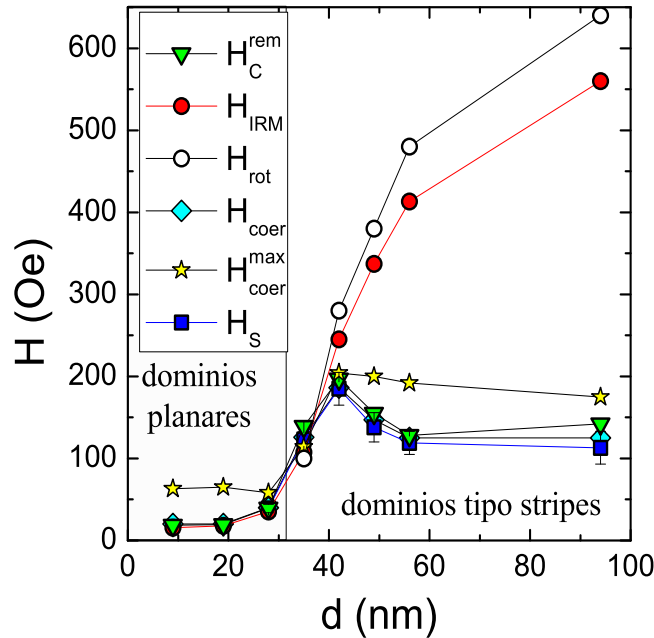 H_C^rem
H_IRM
H_rot
H_coer
H_coer^max
H_S
dominios
planares
dominios tipo stripes
H (Oe)
600
500
400
300
200
100
0
0 20 40 60 80 100
d (nm)